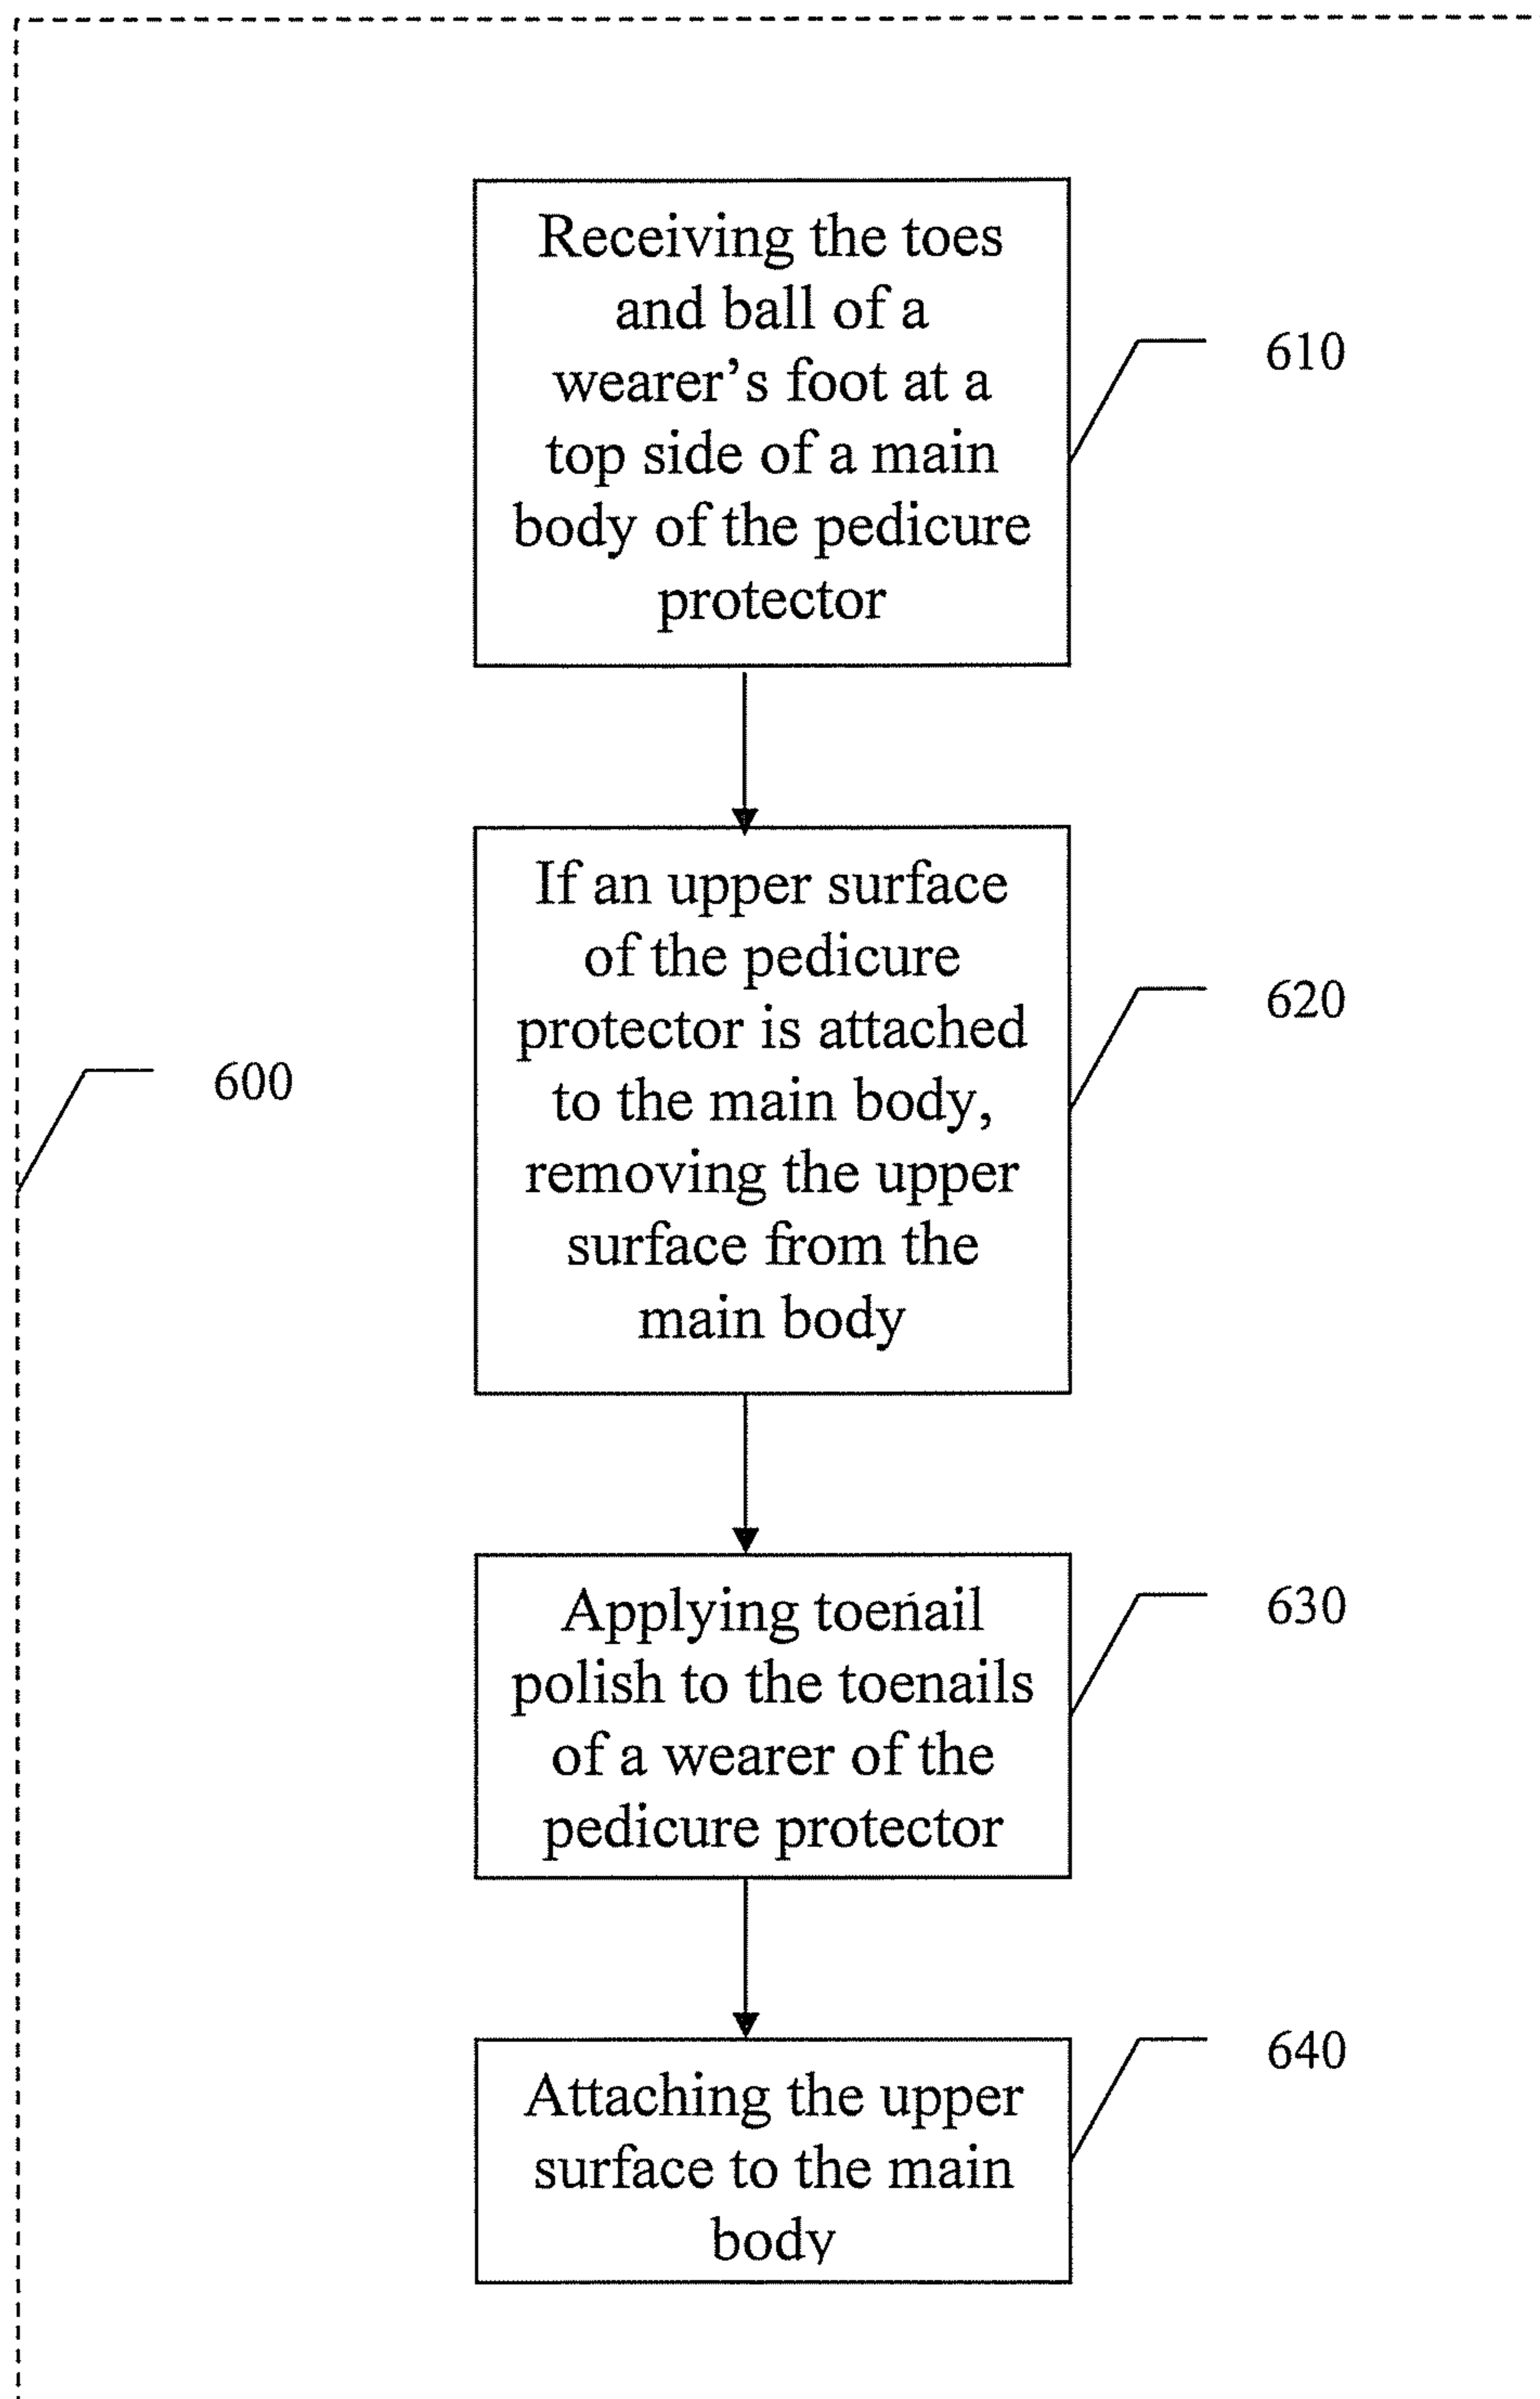 Receiving the toes
and ball of a
wearer’s foot at a
top side of a main
body of the pedicure
protector
610
If an upper surface
of the pedicure
protector is attached
to the main body,
removing the upper
surface from the
main body
620
600
Applying toenail
polish to the toenails
of a wearer of the
pedicure protector
630
Attaching the upper
surface to the main
body
640